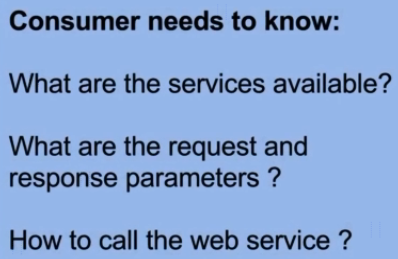 Consumer needs to know:
What are the services available?
What are the request and
response parameters ?
How to call the web service ?